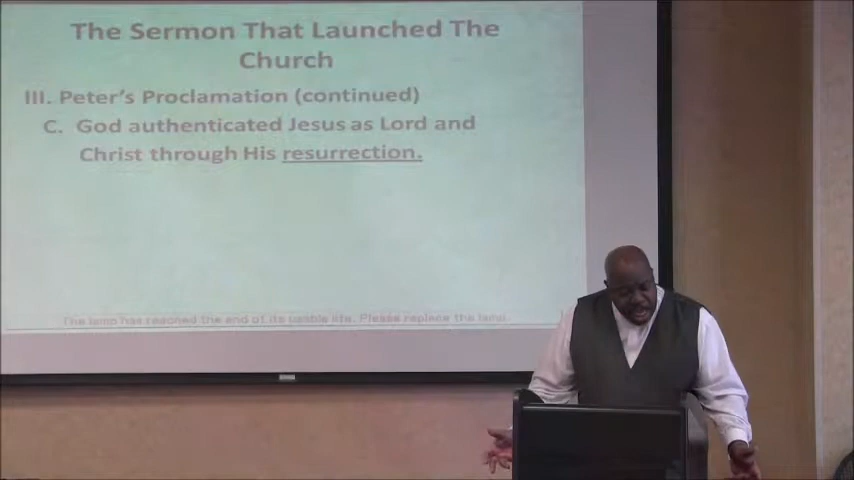 The Sermon That Launched The
Church
III. Peter's Proclamation (continued)
C. God authenticated Jesus as Lord and
Christ through His resurrection.
The lamp has reached the end of its usable life. Please replace the lamp.